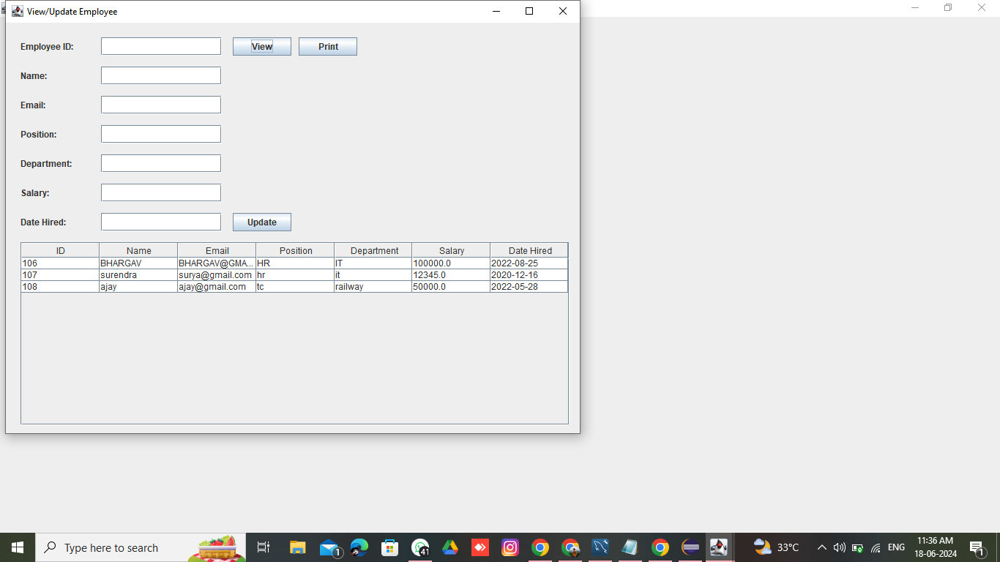 View/Update Employee
Employee ID: View Print
Name:
Email:
Position:
Department:
Salary:
Date Hired: Update
ID Name Email Position Department Salary Date Hired
106 BHARGAV BHARGAV@GMA... HR IT 100000.0 2022-08-25
107 surendra surya@gmail.com hr it 12345.0 2020-12-16
108 ajay ajay@gmail.com tc railway 50000.0 2022-05-28
Type here to search 1 41 33°C ENG 11:36 AM 1
18-06-2024